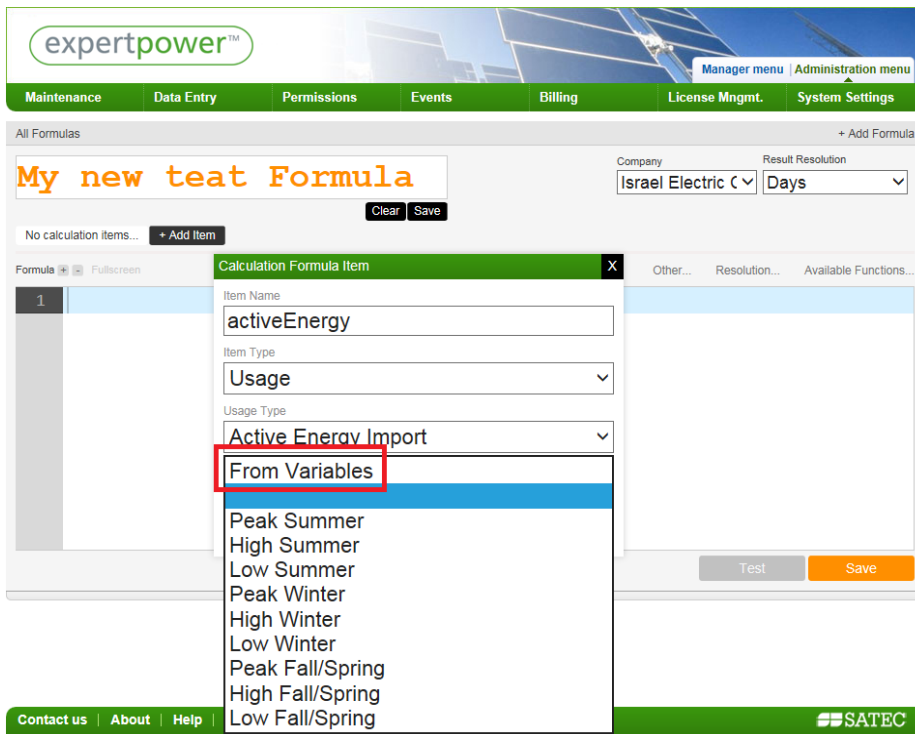 expertpower™
Manager menu | Administration menu
Maintenance Data Entry Permissions Events Billing License Mngmt. System Settings
All Formulas + Add Formula
Company Result Resolution
My new teat Formula
Israel Electric Days
Clear Save
No calculation items... + Add Item
Calculation Formula Item X
Formula + - Fullscreen Other... Resolution... Available Functions...
Item Name
1
activeEnergy
Item Type
Usage
Usage Type
Active Energy Import
From Variables
Peak Summer
High Summer
Low Summer
Test Save
Peak Winter
High Winter
Low Winter
Peak Fall/Spring
High Fall/Spring
Low Fall/Spring
Contact us | About | Help | SATEC